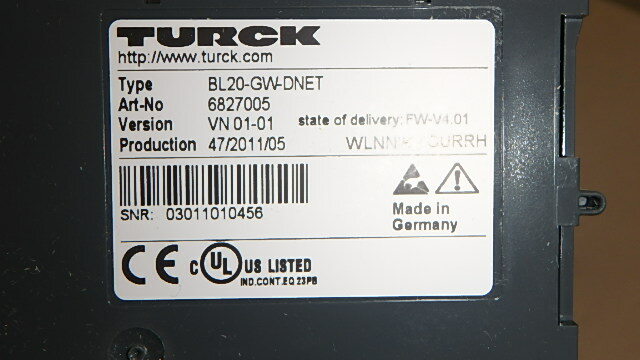 TURCK
http://www.turck.com
Type BL20-GW-DNET
Art-No 6827005
Version VN 01-01 state of delivery: FW-V4.01
Production 47/2011/05
SNR: 03011010456
Made in
Germany
CE C UL US LISTED
IND.CONT.EQ 23PB